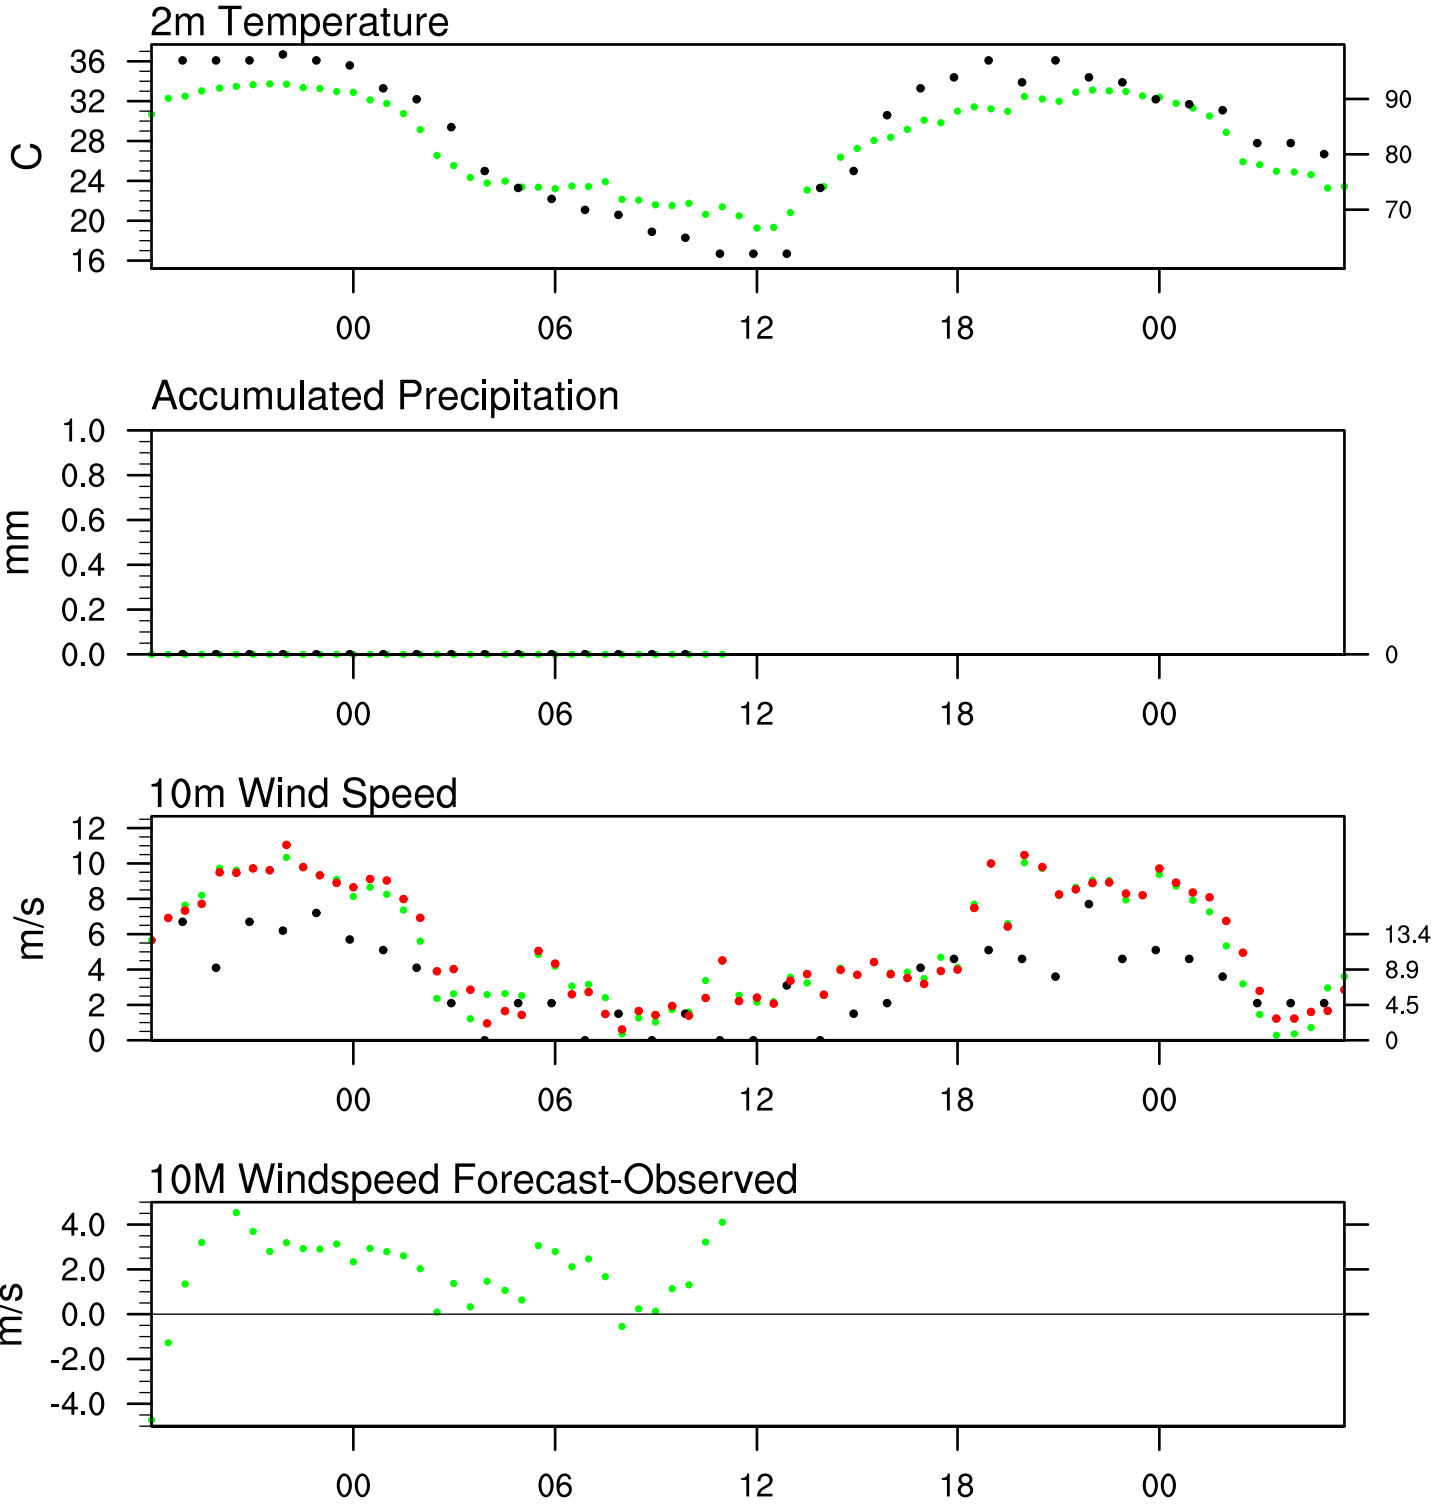 2m Temperature
36
32
28
24
20
16
C
90
80
70
00 06 12 18 00
Accumulated Precipitation
1.0
0.8
0.6
0.4
0.2
0.0
mm
0
00 06 12 18 00
10m Wind Speed
12
10
8
6
4
2
0
m/s
13.4
8.9
4.5
0
00 06 12 18 00
10M Windspeed Forecast-Observed
4.0
2.0
0.0
-2.0
-4.0
m/s
00 06 12 18 00